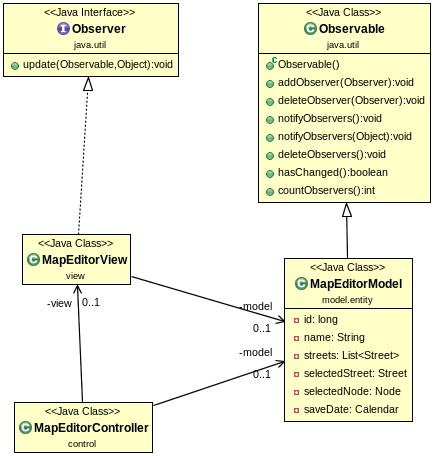 <<Java Interface>>
Observer
java.util
update(Observable,Object):void
<<Java Class>>
Observable
java.util
Observable()
addObserver(Observer):void
deleteObserver(Observer):void
notifyObservers():void
notifyObservers(Object):void
deleteObservers():void
hasChanged():boolean
countObservers():int
<<Java Class>>
MapEditorView
view
<<Java Class>>
MapEditorModel
model.entity
id: long
name: String
streets: List<Street>
selectedStreet: Street
selectedNode: Node
saveDate: Calendar
-view 0..1
-model
0..1
-model
0..1
<<Java Class>>
MapEditorController
control